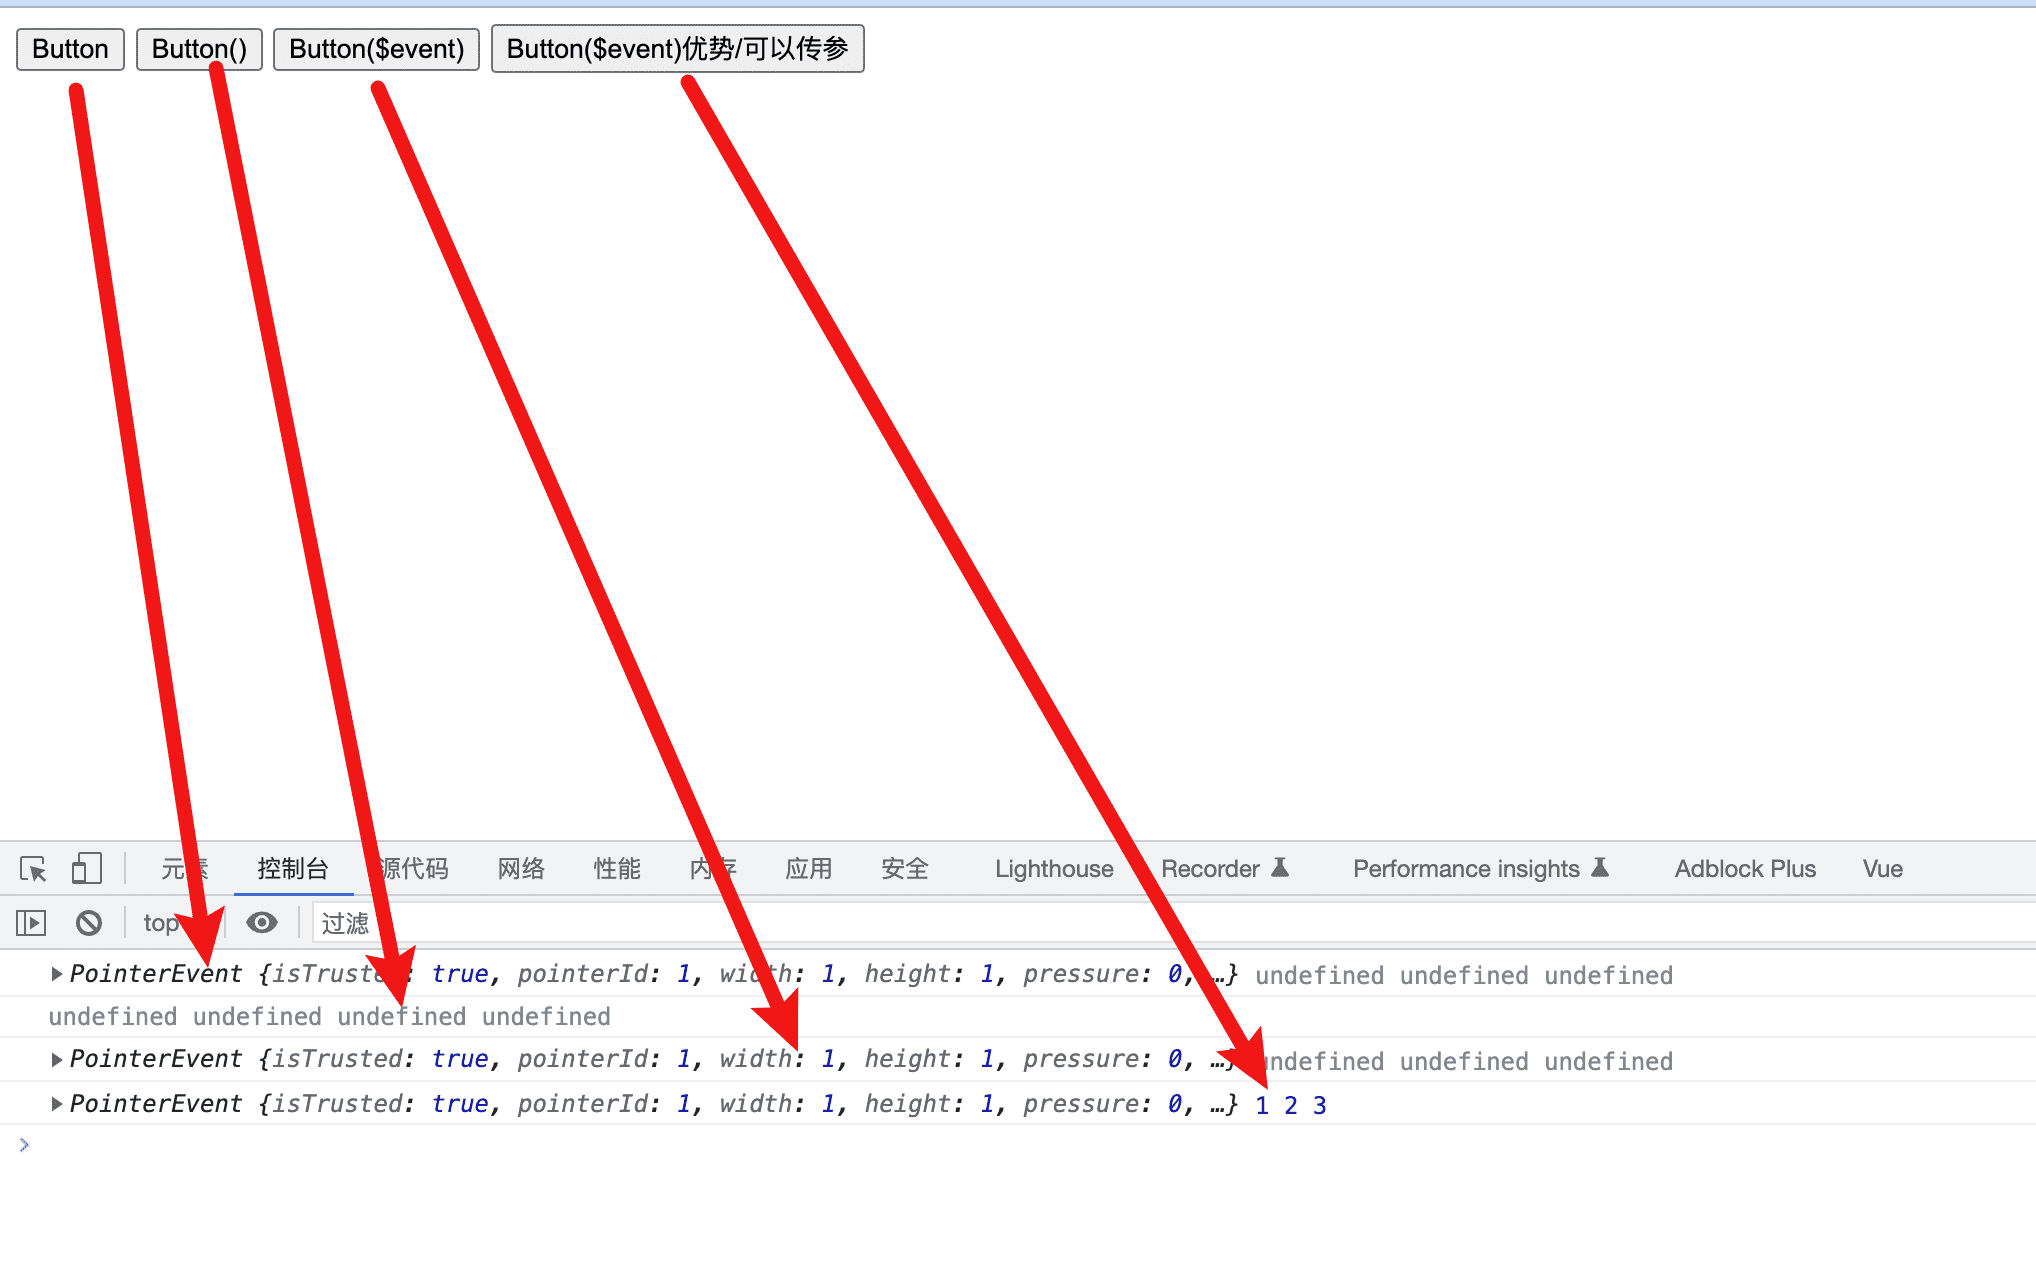 Button Button() Button($event) Button($event)优势/可以传参
元素 控制台 源代码 网络 性能 内存 应用 安全 Lighthouse Recorder Performance insights Adblock Plus Vue
top 过滤
PointerEvent {isTrusted: true, pointerId: 1, width: 1, height: 1, pressure: 0, …} undefined undefined undefined
undefined undefined undefined undefined
PointerEvent {isTrusted: true, pointerId: 1, width: 1, height: 1, pressure: 0, …} undefined undefined undefined
PointerEvent {isTrusted: true, pointerId: 1, width: 1, height: 1, pressure: 0, …} 1 2 3